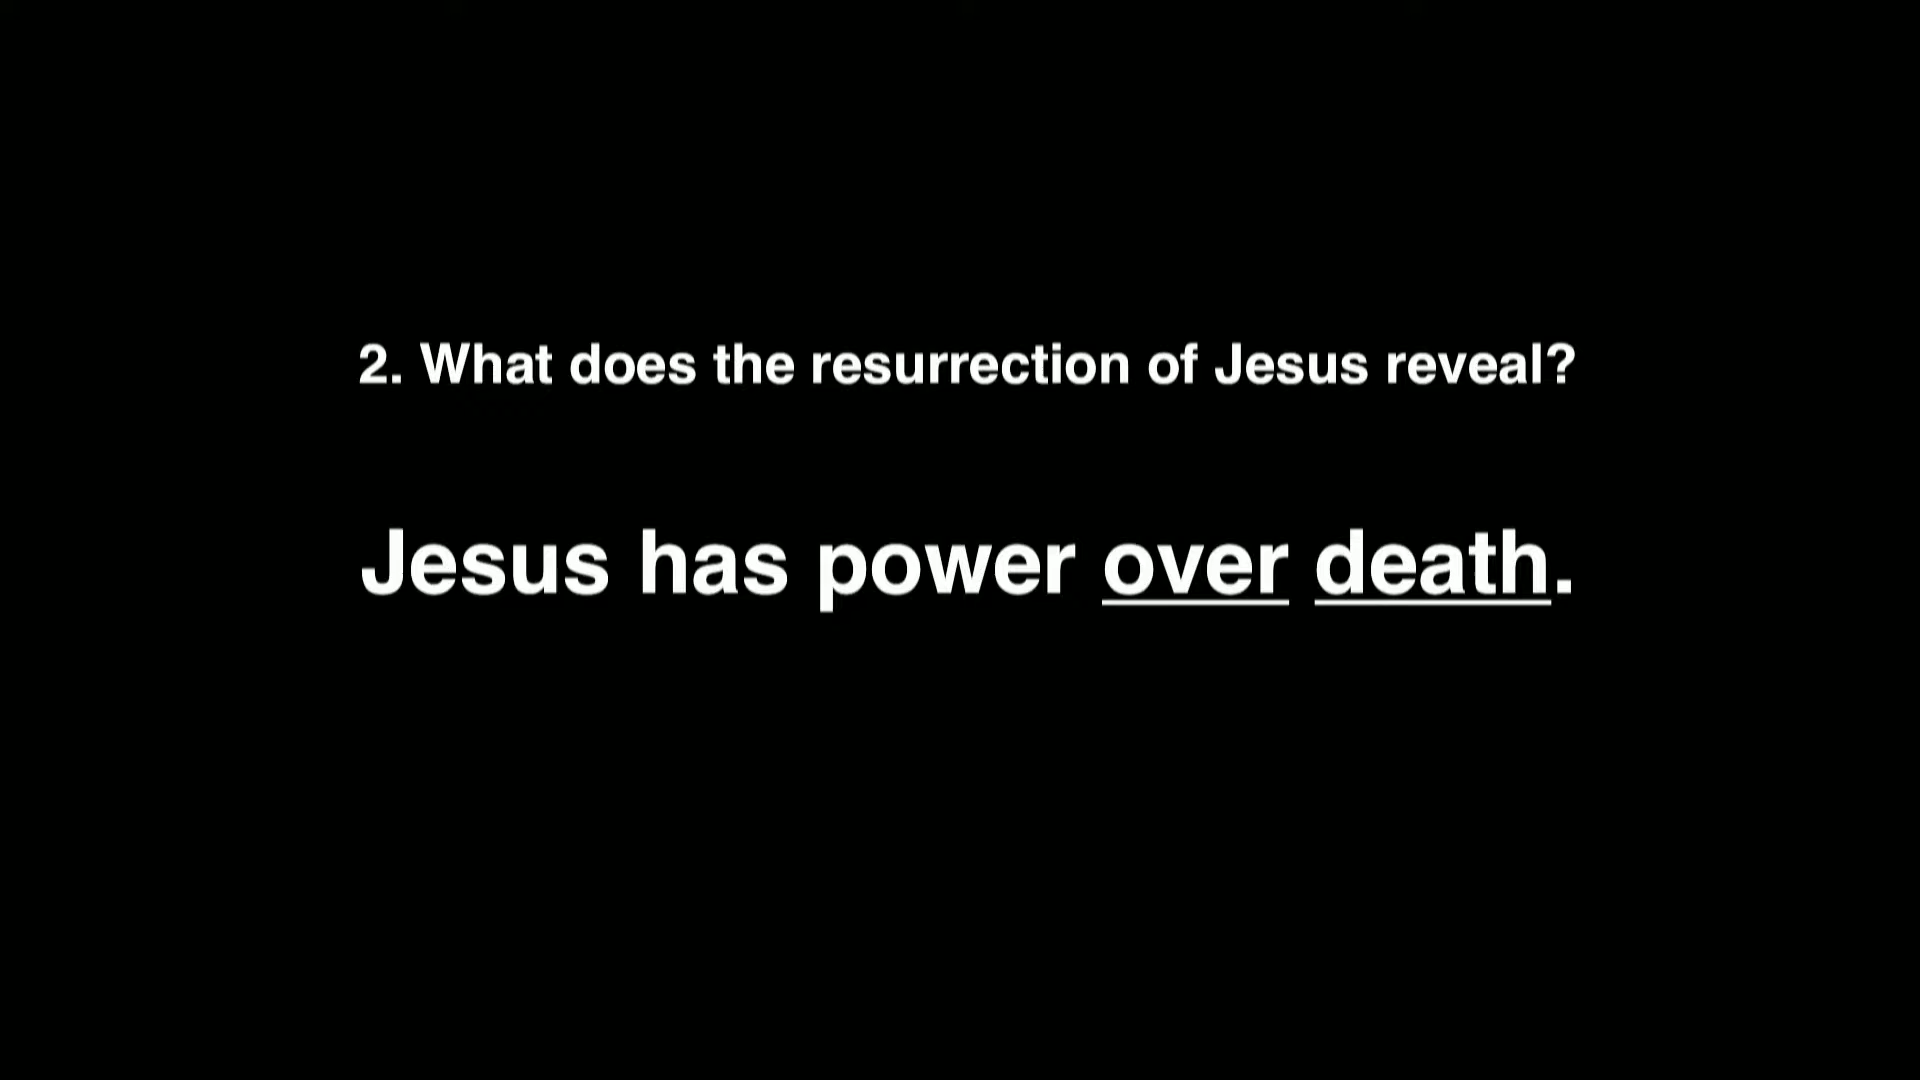 2. What does the resurrection of Jesus reveal?
Jesus has power over death.